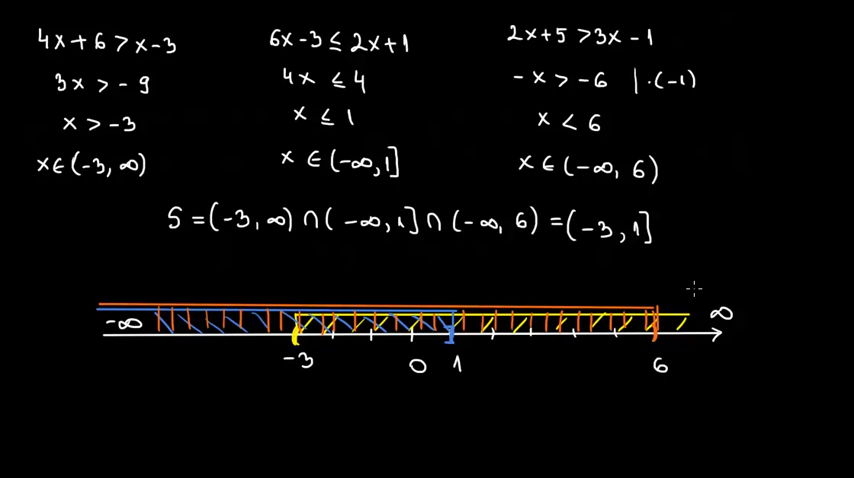 4x+6 > x-3
3x > -9
x > -3
x ∈ (-3, ∞)
6x-3 ≤ 2x+1
4x ≤ 4
x ≤ 1
x ∈ (-∞, 1]
2x+5 > 3x-1
-x > -6 | ·(-1)
x < 6
x ∈ (-∞, 6)
S = (-3, ∞) ∩ (-∞, 1] ∩ (-∞, 6) = (-3, 1]
-∞ ∞
-3 0 1 6